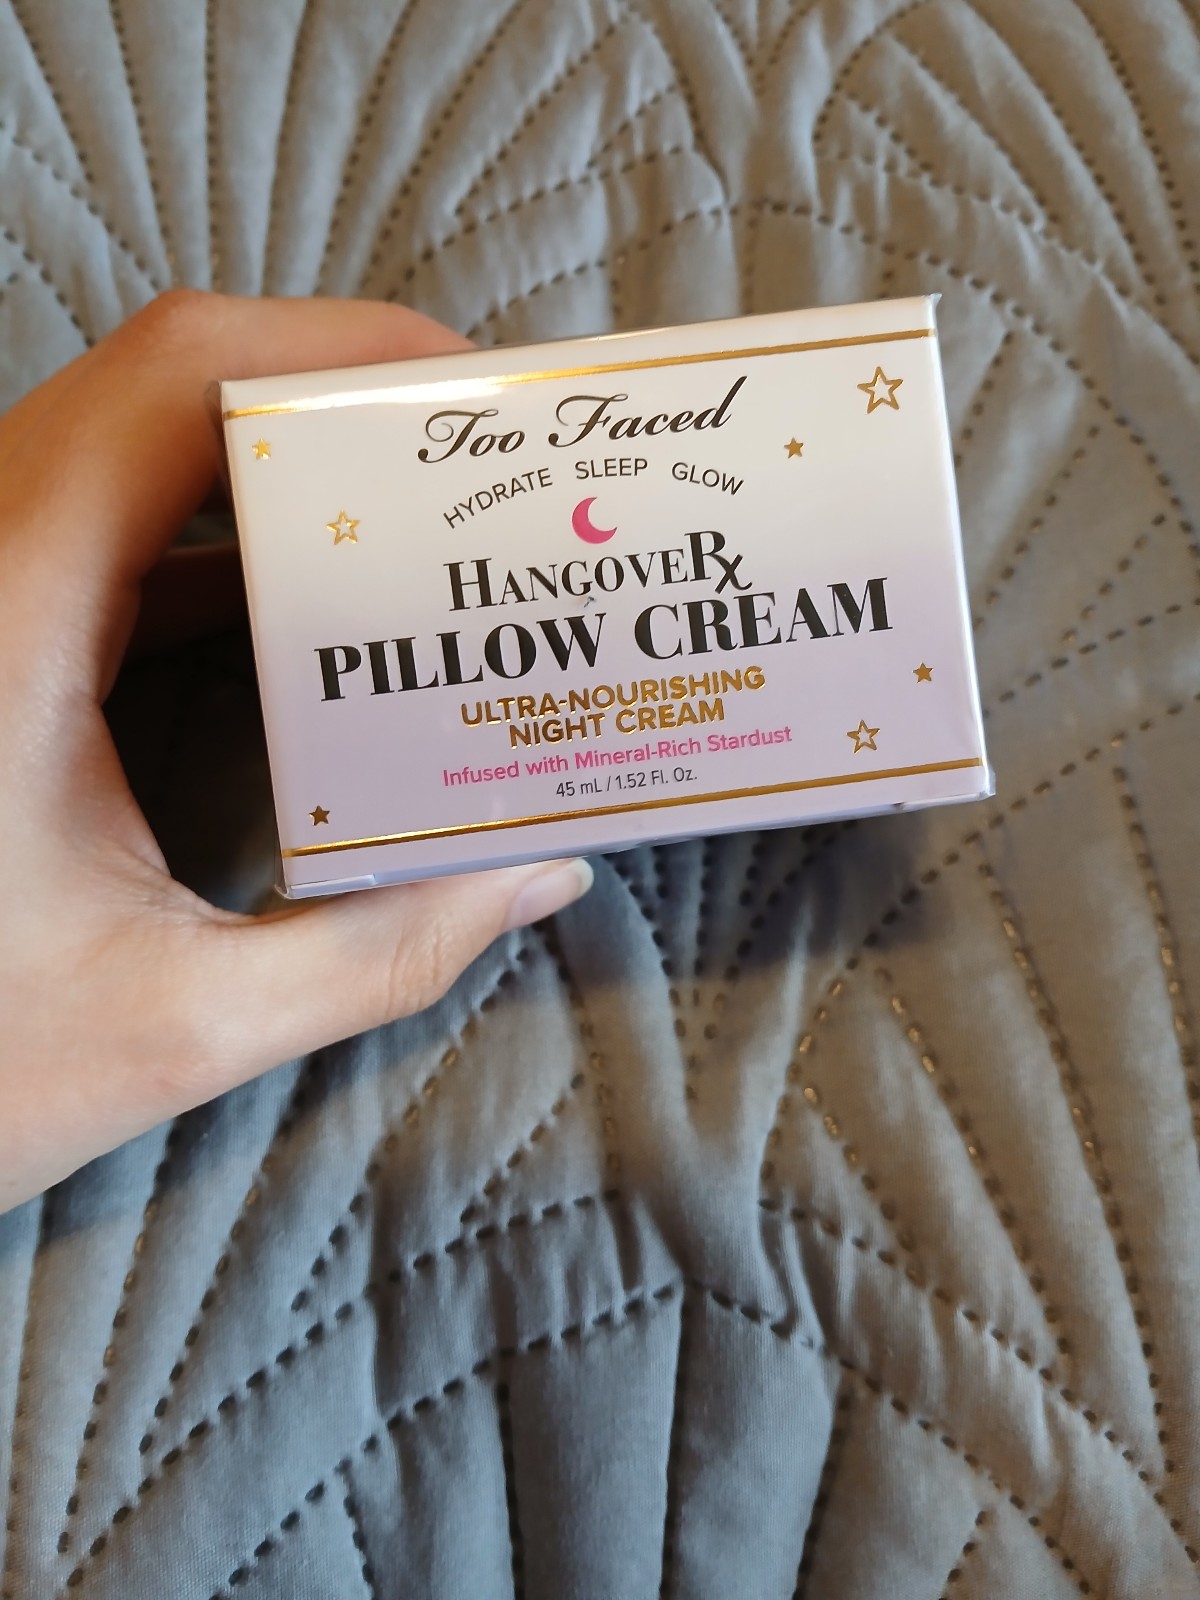 Too Faced
HYDRATE SLEEP GLOW
HANGOVERx
PILLOW CREAM
ULTRA-NOURISHING
NIGHT CREAM
Infused with Mineral-Rich Stardust
45 mL / 1.52 Fl. Oz.